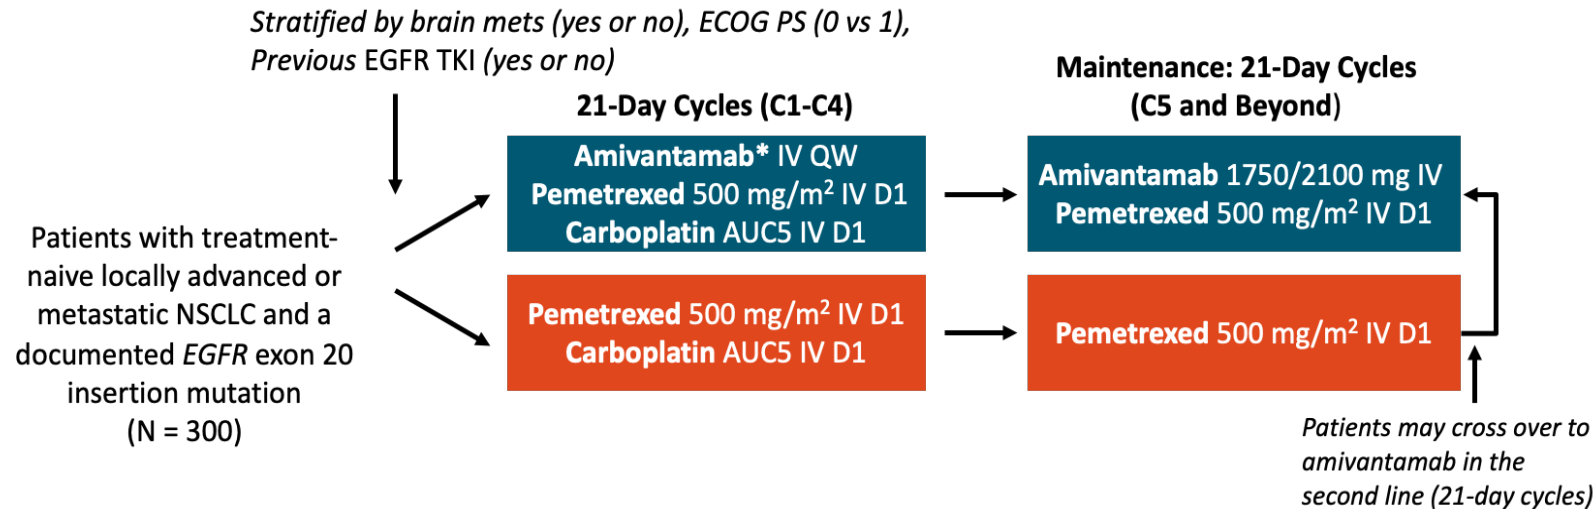 Stratified by brain mets (yes or no), ECOG PS (0 vs 1),
Previous EGFR TKI (yes or no)
Patients with treatment-
naive locally advanced or
metastatic NSCLC and a
documented EGFR exon 20
insertion mutation
(N = 300)
21-Day Cycles (C1-C4)
Amivantamab* IV QW
Pemetrexed 500 mg/m² IV D1
Carboplatin AUC5 IV D1
Pemetrexed 500 mg/m² IV D1
Carboplatin AUC5 IV D1
Maintenance: 21-Day Cycles
(C5 and Beyond)
Amivantamab 1750/2100 mg IV
Pemetrexed 500 mg/m² IV D1
Pemetrexed 500 mg/m² IV D1
Patients may cross over to
amivantamab in the
second line (21-day cycles)